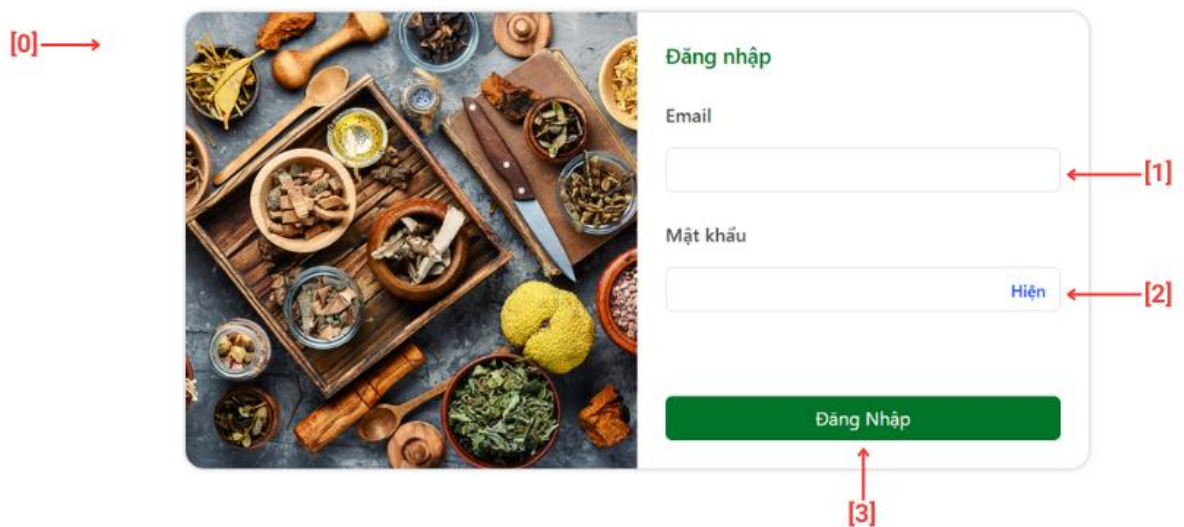 [0]
Đăng nhập
Email
[1]
Mật khẩu
Hiện
[2]
Đăng Nhập
[3]